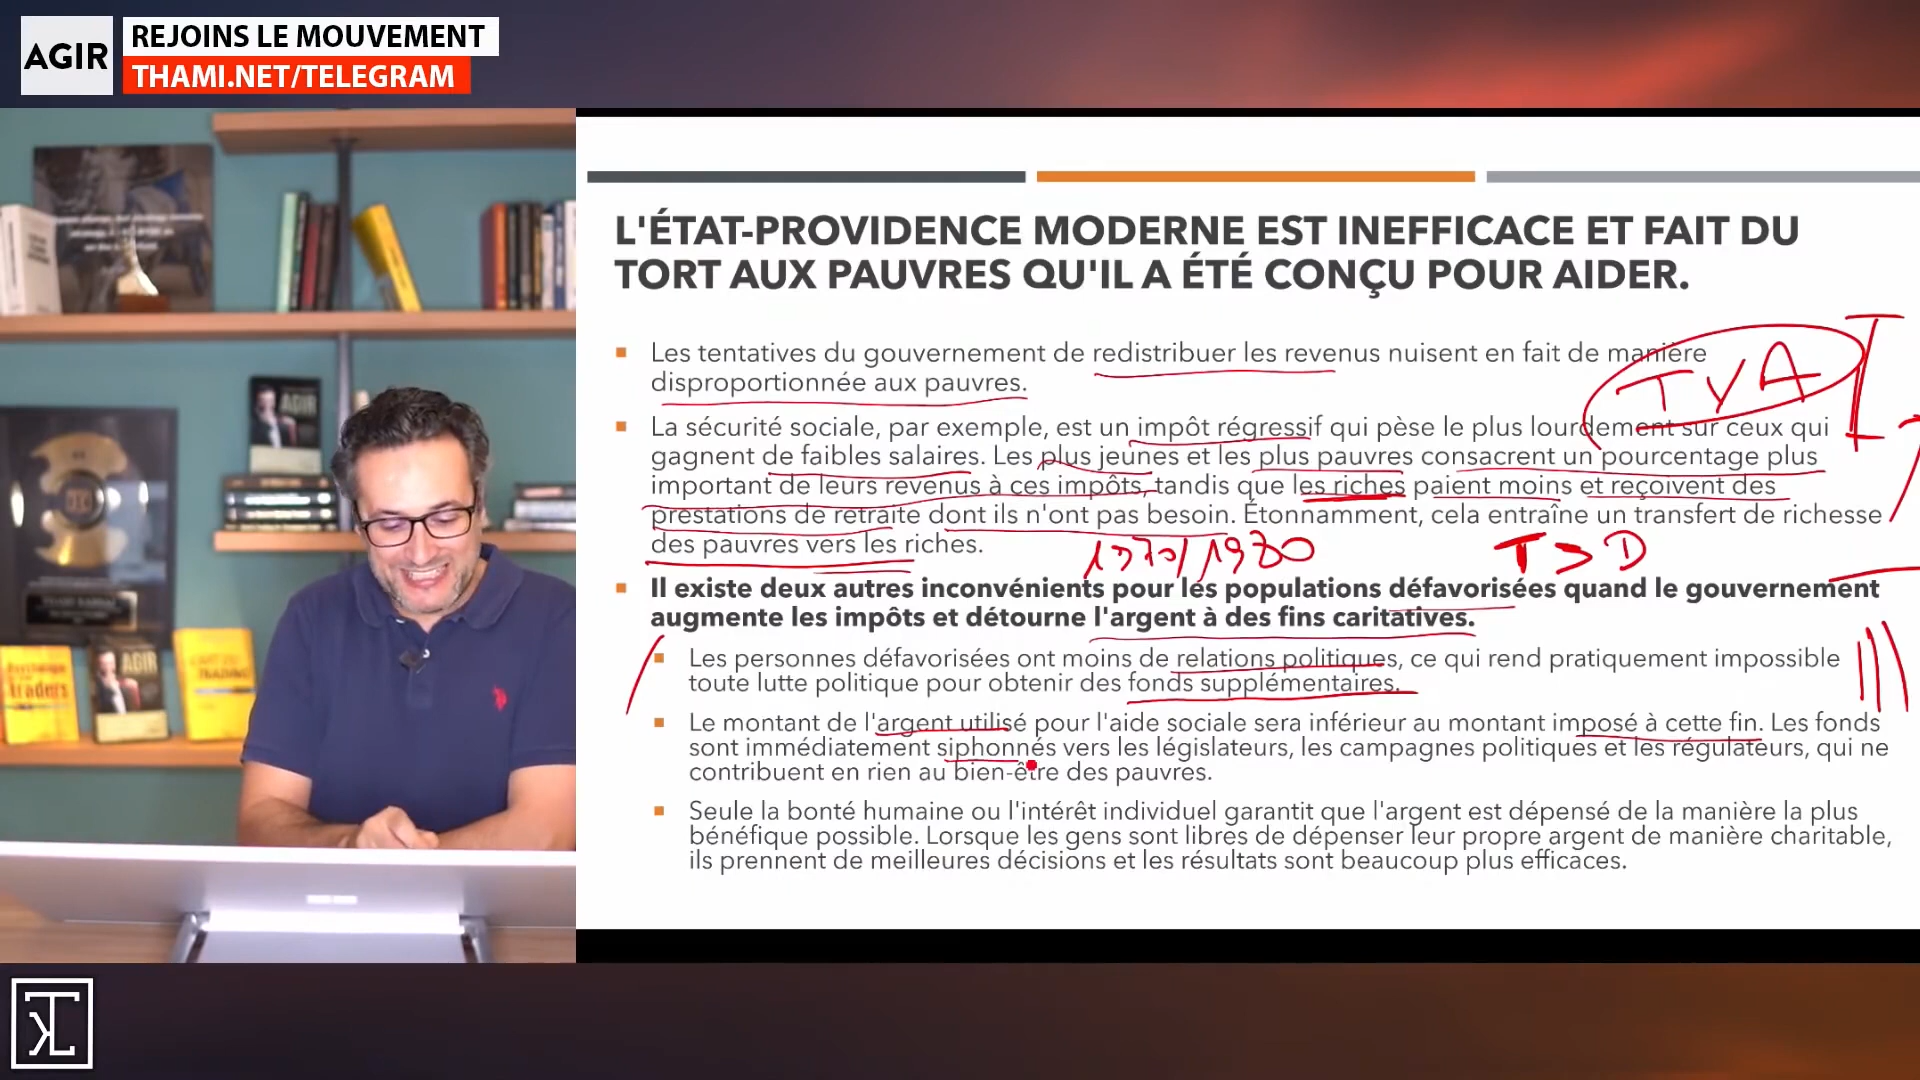 AGIR
REJOINS LE MOUVEMENT
THAMI.NET/TELEGRAM
L'ÉTAT-PROVIDENCE MODERNE EST INEFFICACE ET FAIT DU
TORT AUX PAUVRES QU'IL A ÉTÉ CONÇU POUR AIDER.
Les tentatives du gouvernement de redistribuer les revenus nuisent en fait de manière
disproportionnée aux pauvres.
TVA
La sécurité sociale, par exemple, est un impôt régressif qui pèse le plus lourdement sur ceux qui
gagnent de faibles salaires. Les plus jeunes et les plus pauvres consacrent un pourcentage plus
important de leurs revenus à ces impôts, tandis que les riches paient moins et reçoivent des
prestations de retraite dont ils n'ont pas besoin. Étonnamment, cela entraîne un transfert de richesse
des pauvres vers les riches.
1970/1980
T > D
Il existe deux autres inconvénients pour les populations défavorisées quand le gouvernement
augmente les impôts et détourne l'argent à des fins caritatives.
Les personnes défavorisées ont moins de relations politiques, ce qui rend pratiquement impossible
toute lutte politique pour obtenir des fonds supplémentaires.
Le montant de l'argent utilisé pour l'aide sociale sera inférieur au montant imposé à cette fin. Les fonds
sont immédiatement siphonnés vers les législateurs, les campagnes politiques et les régulateurs, qui ne
contribuent en rien au bien-être des pauvres.
Seule la bonté humaine ou l'intérêt individuel garantit que l'argent est dépensé de la manière la plus
bénéfique possible. Lorsque les gens sont libres de dépenser leur propre argent de manière charitable,
ils prennent de meilleures décisions et les résultats sont beaucoup plus efficaces.
AGIR
traders
AGIR